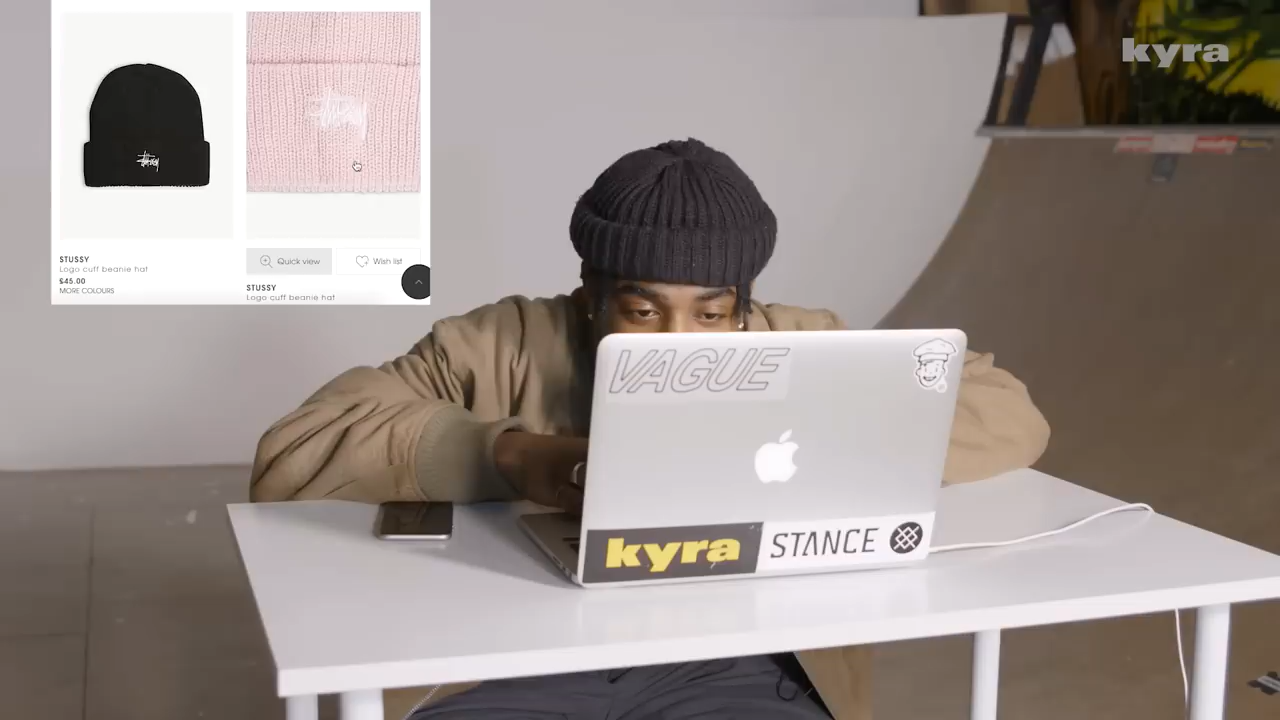 kyra
STUSSY
Logo cuff beanie hat
£45.00
MORE COLOURS
Quick view
Wish list
STUSSY
Logo cuff beanie hat
VAGUE
kyra
STANCE